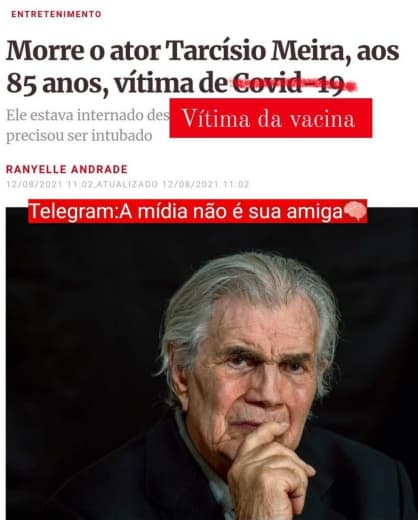 ENTRETENIMENTO
Morre o ator Tarcísio Meira, aos
85 anos, vítima de Covid-19
Ele estava internado des
Vítima da vacina
precisou ser intubado
RANYELLE ANDRADE
12/08/2021 11:02,ATUALIZADO 12/08/2021 11:02
Telegram:A mídia não é sua amiga🧠